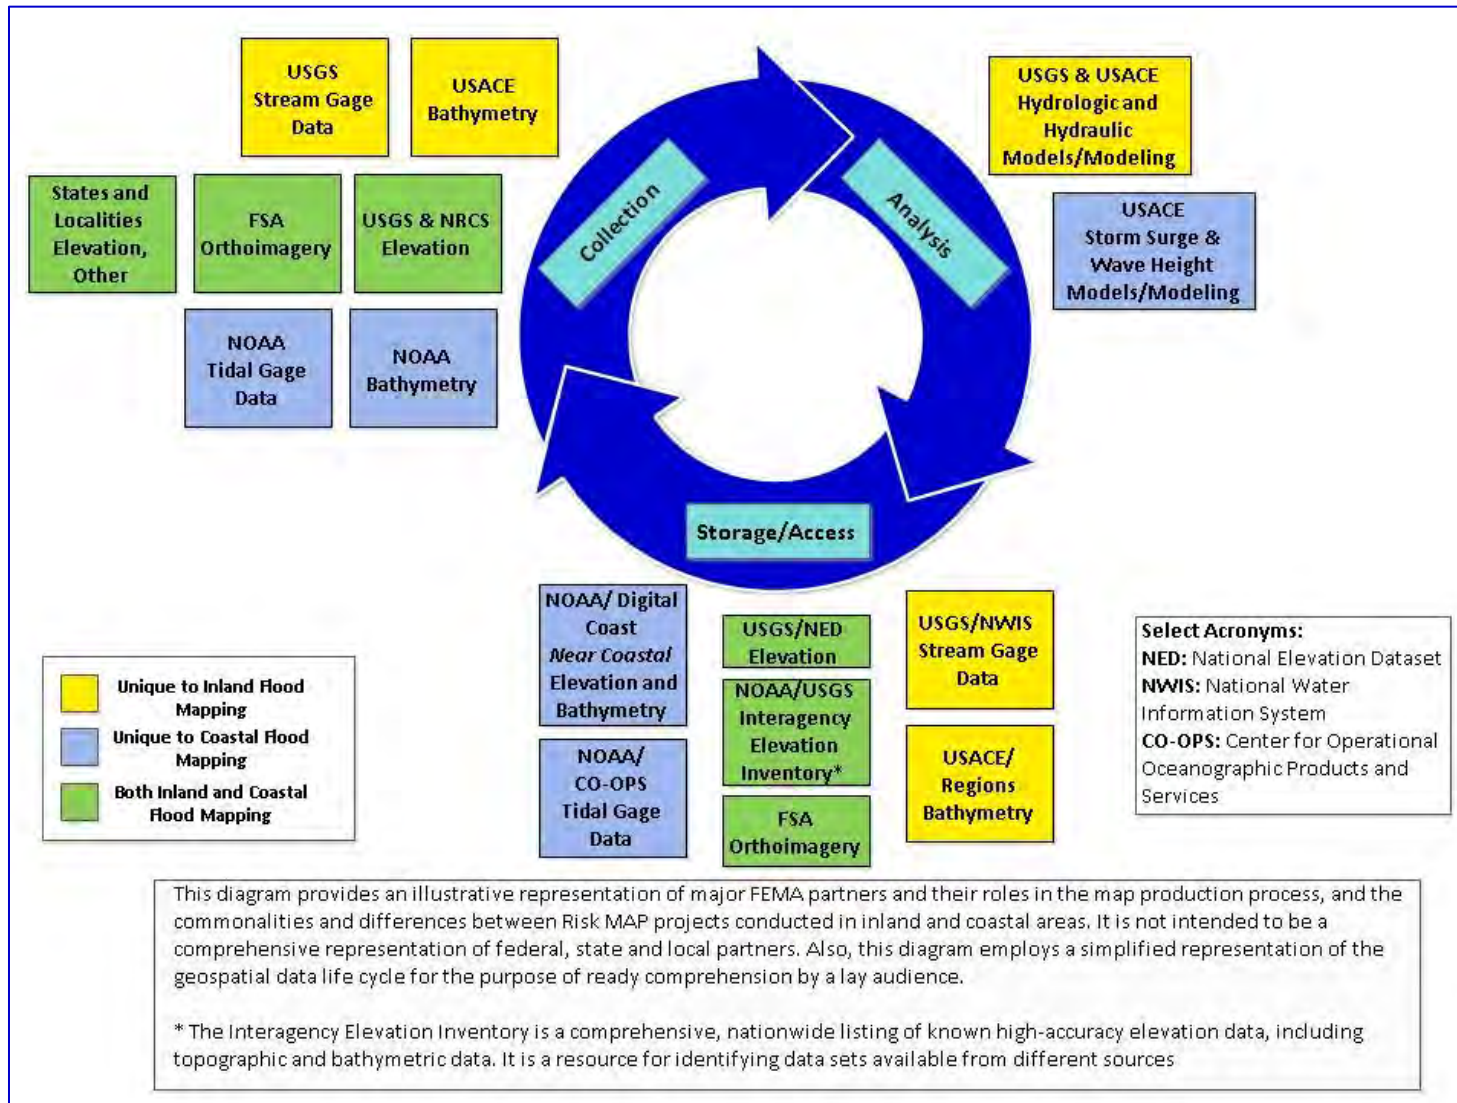 USGS
Stream Gage
Data
USACE
Bathymetry
USGS & USACE
Hydrologic and
Hydraulic
Models/Modeling
States and
Localities
Elevation,
Other
FSA
Orthoimagery
USGS & NRCS
Elevation
Collection
Analysis
USACE
Storm Surge &
Wave Height
Models/Modeling
NOAA
Tidal Gage
Data
NOAA
Bathymetry
Storage/Access
NOAA/ Digital
Coast
Near Coastal
Elevation and
Bathymetry
USGS/NED
Elevation
USGS/NWIS
Stream Gage
Data
NOAA/USGS
Interagency
Elevation
Inventory*
NOAA/
CO-OPS
Tidal Gage
Data
FSA
Orthoimagery
USACE/
Regions
Bathymetry
Unique to Inland Flood
Mapping
Unique to Coastal Flood
Mapping
Both Inland and Coastal
Flood Mapping
Select Acronyms:
NED: National Elevation Dataset
NWIS: National Water
Information System
CO-OPS: Center for Operational
Oceanographic Products and
Services
This diagram provides an illustrative representation of major FEMA partners and their roles in the map production process, and the
commonalities and differences between Risk MAP projects conducted in inland and coastal areas. It is not intended to be a
comprehensive representation of federal, state and local partners. Also, this diagram employs a simplified representation of the
geospatial data life cycle for the purpose of ready comprehension by a lay audience.
* The Interagency Elevation Inventory is a comprehensive, nationwide listing of known high-accuracy elevation data, including
topographic and bathymetric data. It is a resource for identifying data sets available from different sources